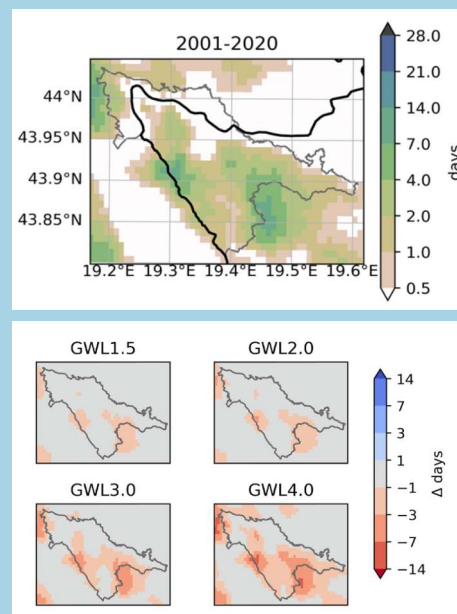 2001-2020
44°N
43.95°N
43.9°N
43.85°N
19.2°E 19.3°E 19.4°E 19.5°E 19.6°E
28.0
21.0
14.0
7.0
4.0
2.0
1.0
0.5
days
GWL1.5
GWL2.0
GWL3.0
GWL4.0
14
7
3
1
−1
−3
−7
−14
Δ days